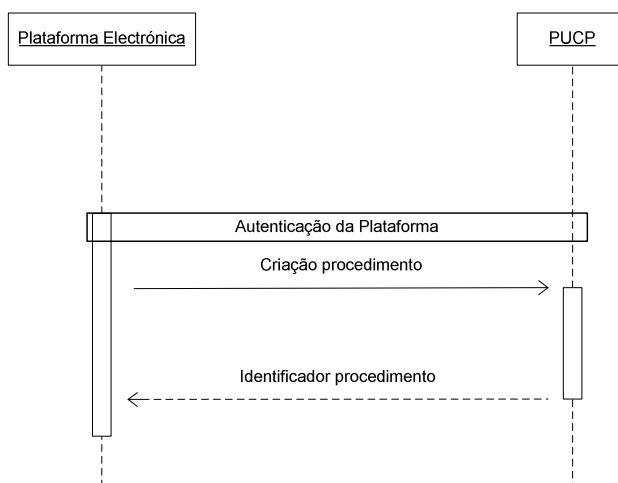 Plataforma Electrónica
PUCP
Autenticação da Plataforma
Criação procedimento
Identificador procedimento